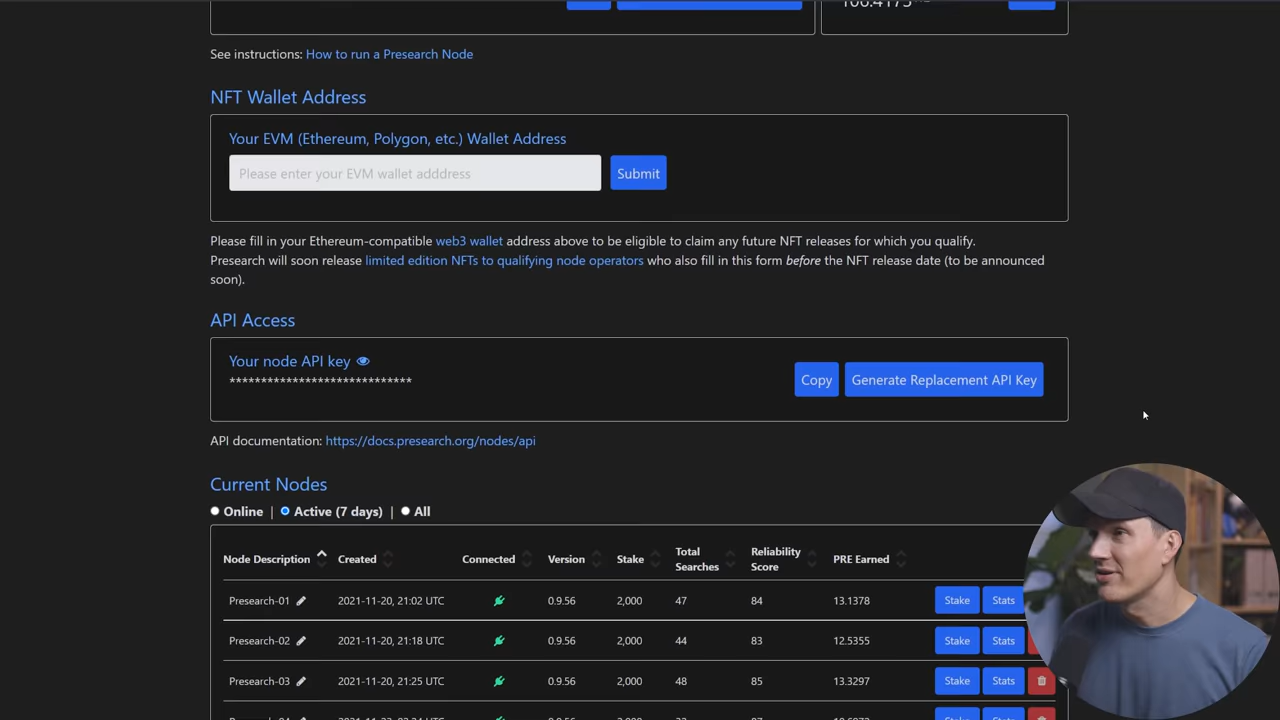 See instructions: How to run a Presearch Node
NFT Wallet Address
Your EVM (Ethereum, Polygon, etc.) Wallet Address
Please enter your EVM wallet adddress
Submit
Please fill in your Ethereum-compatible web3 wallet address above to be eligible to claim any future NFT releases for which you qualify.
Presearch will soon release limited edition NFTs to qualifying node operators who also fill in this form before the NFT release date (to be announced
soon).
API Access
Your node API key
*****************************
Copy
Generate Replacement API Key
API documentation: https://docs.presearch.org/nodes/api
Current Nodes
Online | Active (7 days) | All
Node Description Created Connected Version Stake Total Searches Reliability Score PRE Earned
Presearch-01 2021-11-20, 21:02 UTC 0.9.56 2,000 47 84 13.1378 Stake Stats
Presearch-02 2021-11-20, 21:18 UTC 0.9.56 2,000 44 83 12.5355 Stake Stats
Presearch-03 2021-11-20, 21:25 UTC 0.9.56 2,000 48 85 13.3297 Stake Stats